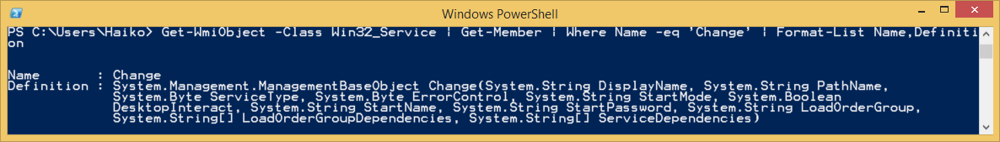 Windows PowerShell
PS C:\Users\Haiko> Get-WmiObject -Class Win32_Service | Get-Member | Where Name -eq 'Change' | Format-List Name,Definiti
on
Name       : Change
Definition : System.Management.ManagementBaseObject Change(System.String DisplayName, System.String PathName,
             System.Byte ServiceType, System.Byte ErrorControl, System.String StartMode, System.Boolean
             DesktopInteract, System.String StartName, System.String StartPassword, System.String LoadOrderGroup,
             System.String[] LoadOrderGroupDependencies, System.String[] ServiceDependencies)